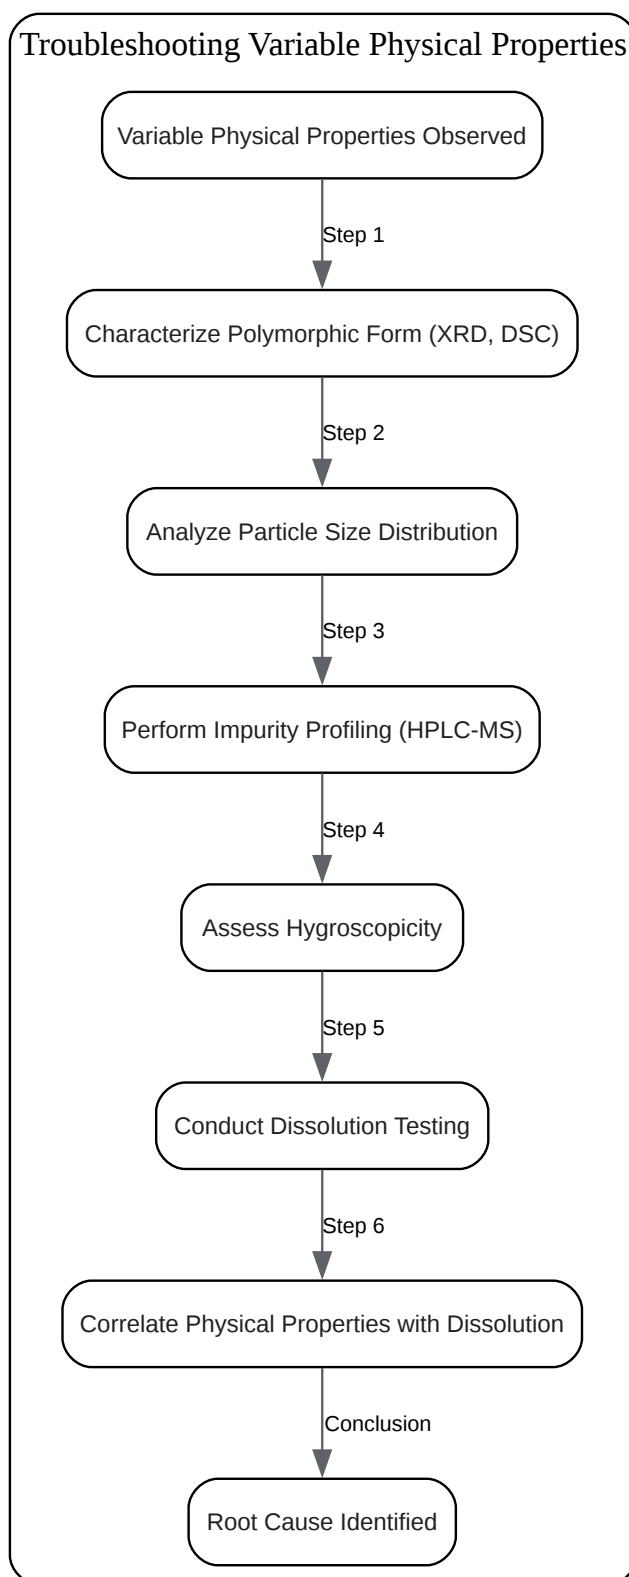 Troubleshooting Variable Physical Properties
Variable Physical Properties Observed
Step 1
Characterize Polymorphic Form (XRD, DSC)
Step 2
Analyze Particle Size Distribution
Step 3
Perform Impurity Profiling (HPLC-MS)
Step 4
Assess Hygroscopicity
Step 5
Conduct Dissolution Testing
Step 6
Correlate Physical Properties with Dissolution
Conclusion
Root Cause Identified